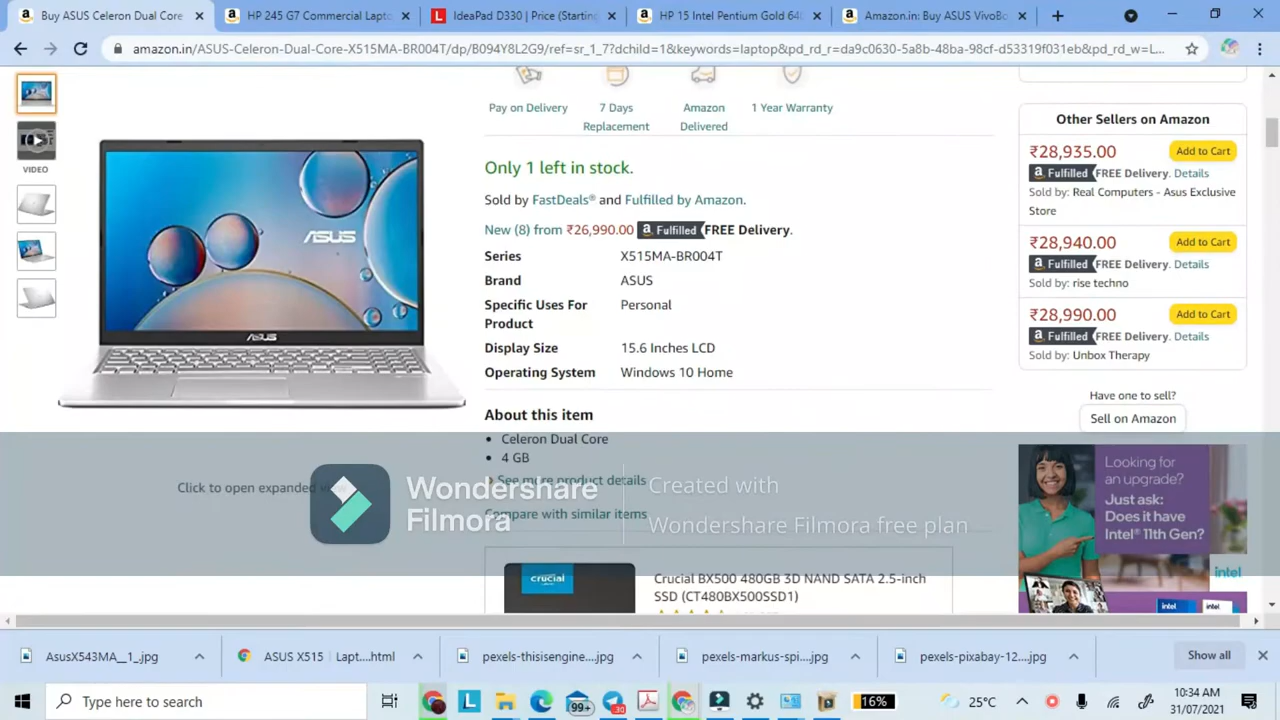 Buy ASUS Celeron Dual Core
HP 245 G7 Commercial Lapto
IdeaPad D330 | Price (Starting
HP 15 Intel Pentium Gold 64
Amazon.in: Buy ASUS VivoBo
amazon.in/ASUS-Celeron-Dual-Core-X515MA-BR004T/dp/B094Y8L2G9/ref=sr_1_7?dchild=1&keywords=laptop&pd_rd_r=da9c0630-5a8b-48ba-98cf-d53319f031eb&pd_rd_w=L...
VIDEO
ASUS
ASUS
Click to open expanded
Pay on Delivery
7 Days
Replacement
Amazon
Delivered
1 Year Warranty
Only 1 left in stock.
Sold by FastDeals® and Fulfilled by Amazon.
New (8) from ₹26,990.00 a Fulfilled FREE Delivery.
Series X515MA-BR004T
Brand ASUS
Specific Uses For
Product
Personal
Display Size 15.6 Inches LCD
Operating System Windows 10 Home
About this item
• Celeron Dual Core
• 4 GB
› See more product details
Compare with similar items
Wondershare
Filmora
Created with
Wondershare Filmora free plan
crucial
Crucial BX500 480GB 3D NAND SATA 2.5-inch
SSD (CT480BX500SSD1)
Other Sellers on Amazon
₹28,935.00 Add to Cart
a Fulfilled FREE Delivery. Details
Sold by: Real Computers - Asus Exclusive
Store
₹28,940.00 Add to Cart
a Fulfilled FREE Delivery. Details
Sold by: rise techno
₹28,990.00 Add to Cart
a Fulfilled FREE Delivery. Details
Sold by: Unbox Therapy
Have one to sell?
Sell on Amazon
Looking for
an upgrade?
Just ask:
Does it have
Intel® 11th Gen?
intel
intel intel
AsusX543MA__1_.jpg
ASUS X515 | Lapt....html
pexels-thisisengine....jpg
pexels-markus-spi....jpg
pexels-pixabay-12....jpg
Show all
Type here to search
99+
30
16%
25°C
10:34 AM
31/07/2021